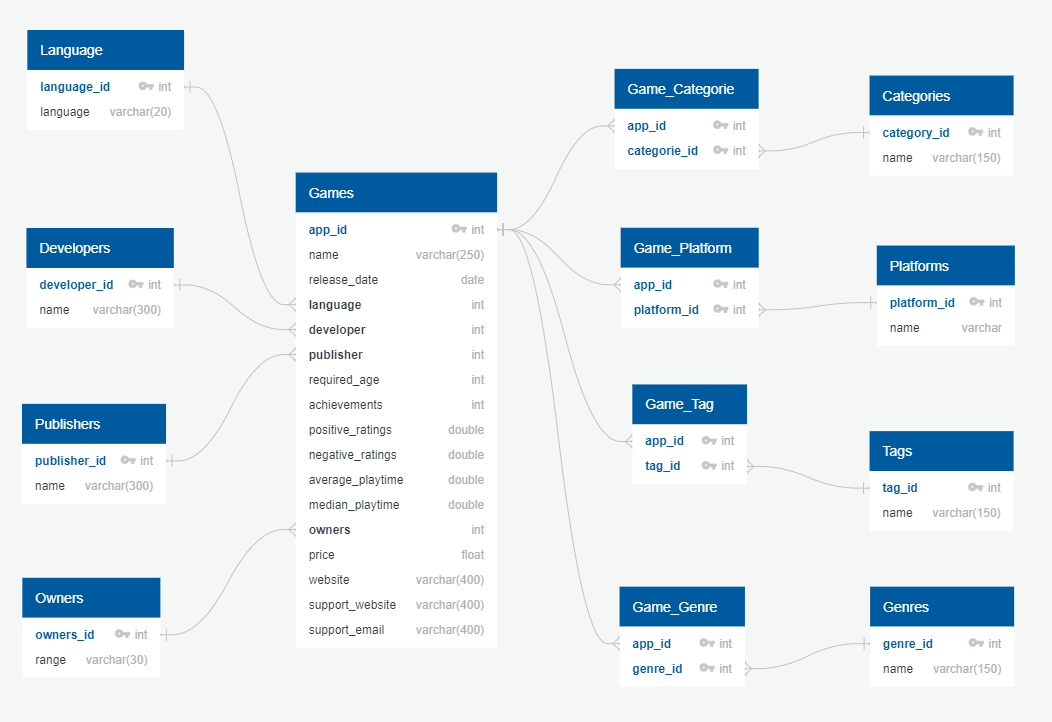 Language
language_id int
language varchar(20)
Developers
developer_id int
name varchar(300)
Publishers
publisher_id int
name varchar(300)
Owners
owners_id int
range varchar(30)
Games
app_id int
name varchar(250)
release_date date
language int
developer int
publisher int
required_age int
achievements int
positive_ratings double
negative_ratings double
average_playtime double
median_playtime double
owners int
price float
website varchar(400)
support_website varchar(400)
support_email varchar(400)
Game_Categorie
app_id int
categorie_id int
Game_Platform
app_id int
platform_id int
Game_Tag
app_id int
tag_id int
Game_Genre
app_id int
genre_id int
Categories
category_id int
name varchar(150)
Platforms
platform_id int
name varchar
Tags
tag_id int
name varchar(150)
Genres
genre_id int
name varchar(150)